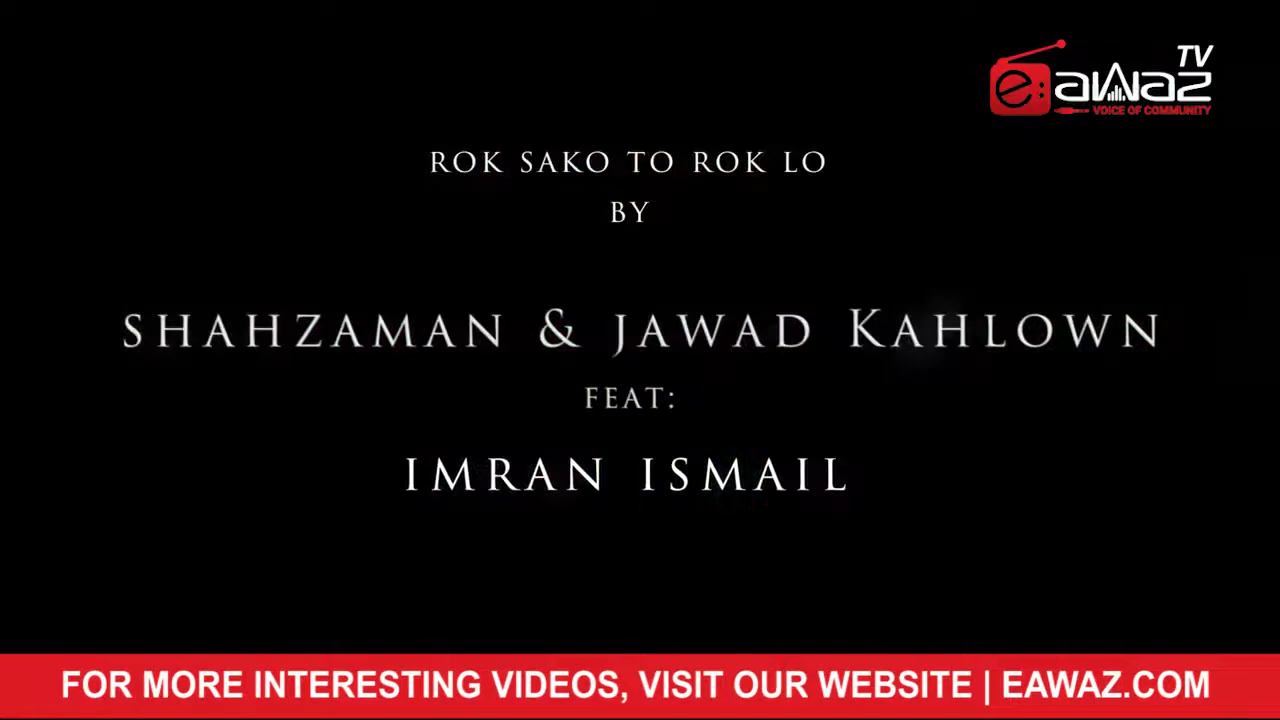 TV
e:awaz
VOICE OF COMMUNITY
ROK SAKO TO ROK LO
BY
SHAHZAMAN & JAWAD KAHLOWN
FEAT:
IMRAN ISMAIL
FOR MORE INTERESTING VIDEOS, VISIT OUR WEBSITE | EAWAZ.COM